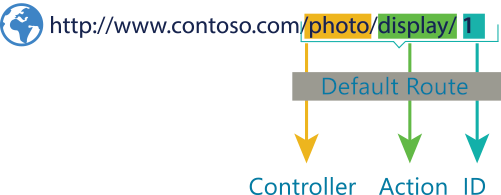 http://www.contoso.com/photo/display/ 1
Default Route
Controller Action ID